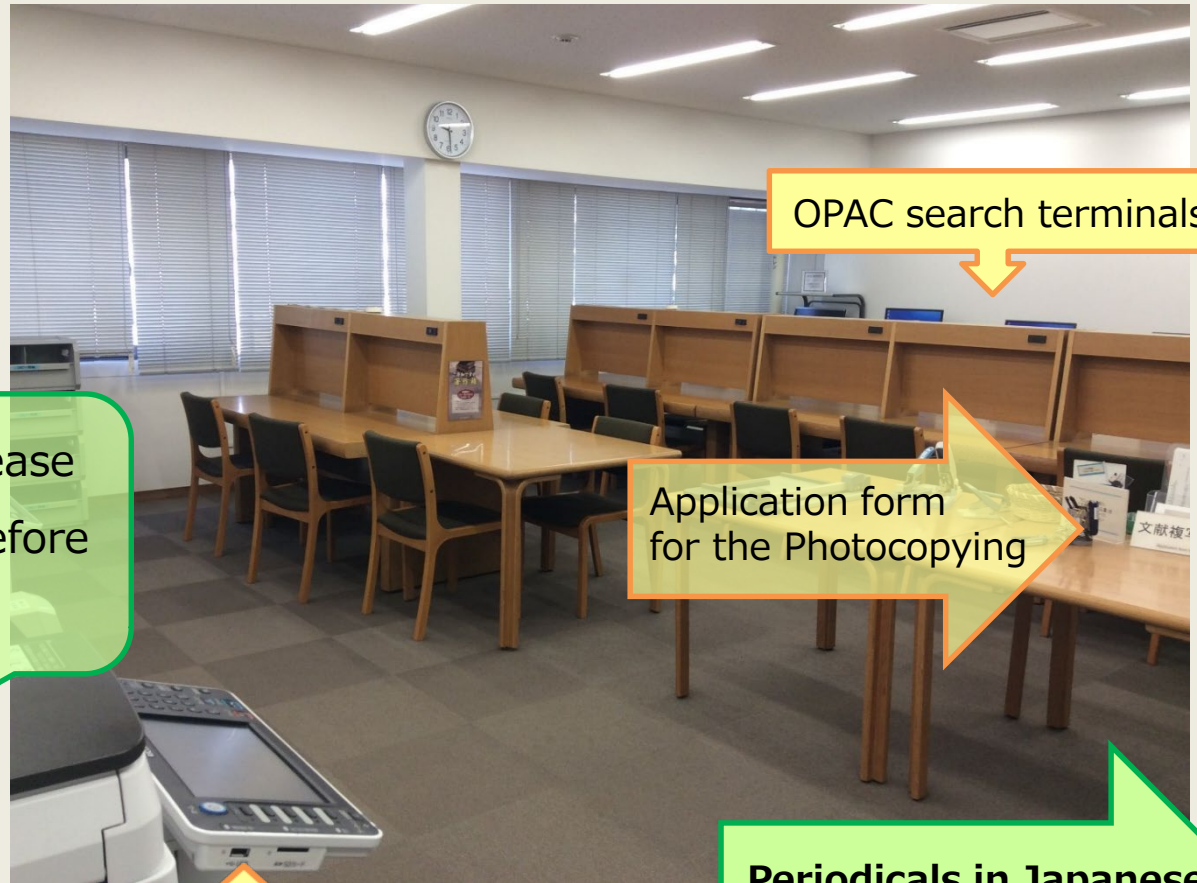 OPAC search terminals
ease
efore
Application form
for the Photocopying
文献複
Periodicals in Japanese